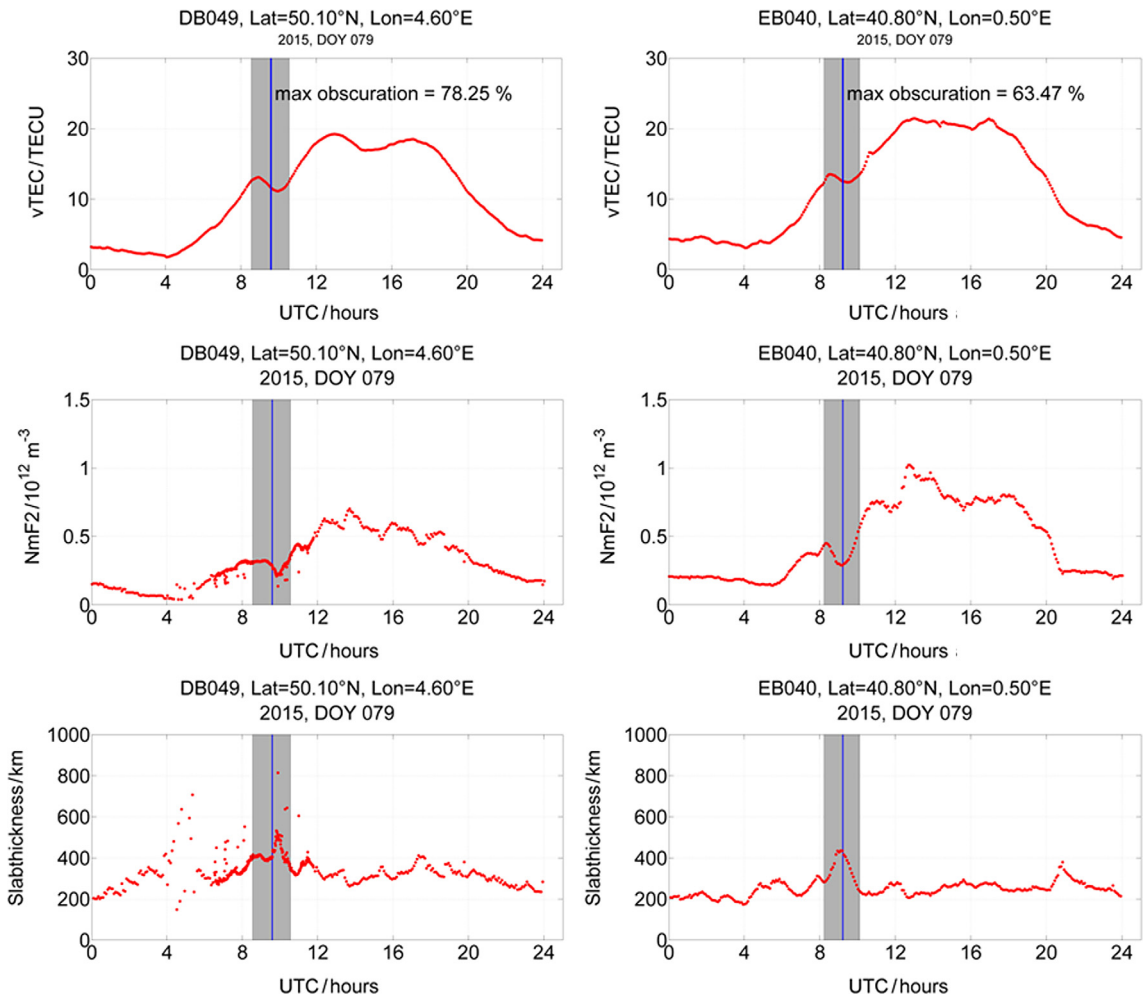 DB049, Lat=50.10°N, Lon=4.60°E
2015, DOY 079
vTEC/TECU
30
20
10
0
max obscuration = 78.25 %
0 4 8 12 16 20 24
UTC/hours
EB040, Lat=40.80°N, Lon=0.50°E
2015, DOY 079
vTEC/TECU
30
20
10
0
max obscuration = 63.47 %
0 4 8 12 16 20 24
UTC/hours
DB049, Lat=50.10°N, Lon=4.60°E
2015, DOY 079
NmF2/10¹² m⁻³
1.5
1
0.5
0
0 4 8 12 16 20 24
UTC/hours
EB040, Lat=40.80°N, Lon=0.50°E
2015, DOY 079
NmF2/10¹² m⁻³
1.5
1
0.5
0
0 4 8 12 16 20 24
UTC/hours
DB049, Lat=50.10°N, Lon=4.60°E
2015, DOY 079
Slabthickness/km
1000
800
600
400
200
0
0 4 8 12 16 20 24
UTC/hours
EB040, Lat=40.80°N, Lon=0.50°E
2015, DOY 079
Slabthickness/km
1000
800
600
400
200
0
0 4 8 12 16 20 24
UTC/hours